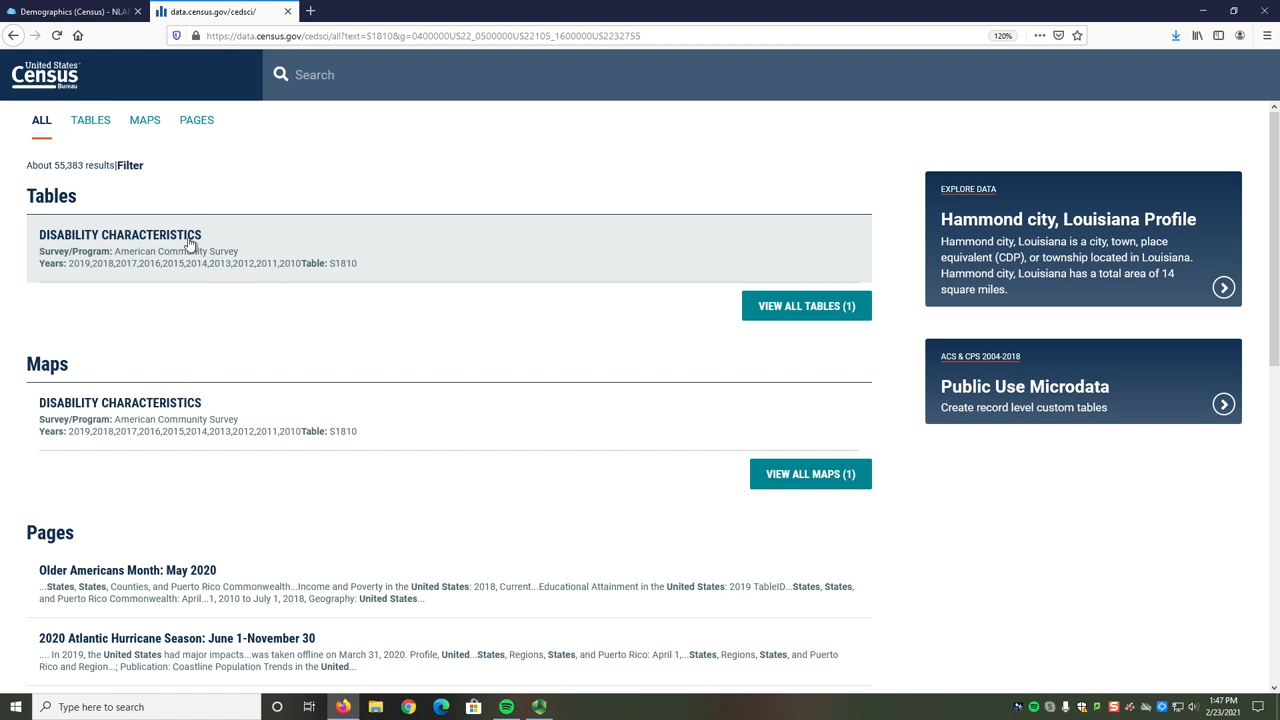 Demographics (Census) - NLA
data.census.gov/cedsci/
https://data.census.gov/cedsci/all?text=S1810&g=0400000US22_0500000US22105_1600000US2232755
120%
United States
Census
Bureau
Search
ALL
TABLES
MAPS
PAGES
About 55,383 results|Filter
Tables
DISABILITY CHARACTERISTICS
Survey/Program: American Community Survey
Years: 2019,2018,2017,2016,2015,2014,2013,2012,2011,2010Table: S1810
VIEW ALL TABLES (1)
Maps
DISABILITY CHARACTERISTICS
Survey/Program: American Community Survey
Years: 2019,2018,2017,2016,2015,2014,2013,2012,2011,2010Table: S1810
VIEW ALL MAPS (1)
Pages
Older Americans Month: May 2020
...States, States, Counties, and Puerto Rico Commonwealth...Income and Poverty in the United States: 2018, Current...Educational Attainment in the United States: 2019 TableID...States, States,
and Puerto Rico Commonwealth: April...1, 2010 to July 1, 2018, Geography: United States...
2020 Atlantic Hurricane Season: June 1-November 30
.... In 2019, the United States had major impacts...was taken offline on March 31, 2020. Profile, United...States, Regions, States, and Puerto Rico: April 1,...States, Regions, States, and Puerto
Rico and Region...; Publication: Coastline Population Trends in the United...
EXPLORE DATA
Hammond city, Louisiana Profile
Hammond city, Louisiana is a city, town, place
equivalent (CDP), or township located in Louisiana.
Hammond city, Louisiana has a total area of 14
square miles.
ACS & CPS 2004-2018
Public Use Microdata
Create record level custom tables
Type here to search
1:47 PM
2/23/2021